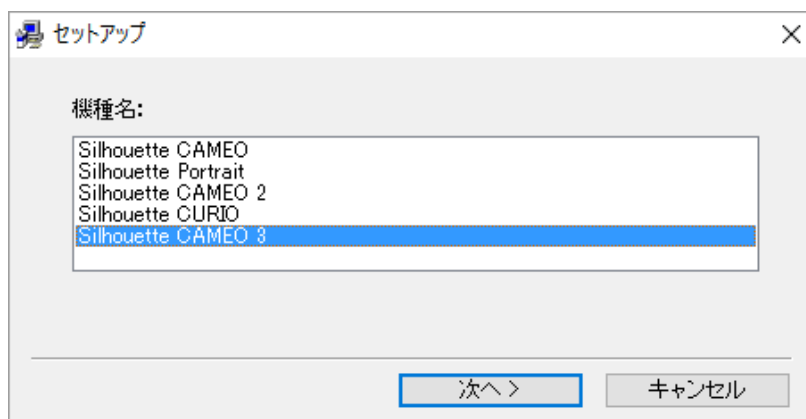 セットアップ
機種名:
Silhouette CAMEO
Silhouette Portrait
Silhouette CAMEO 2
Silhouette CURIO
Silhouette CAMEO 3
次へ >
キャンセル